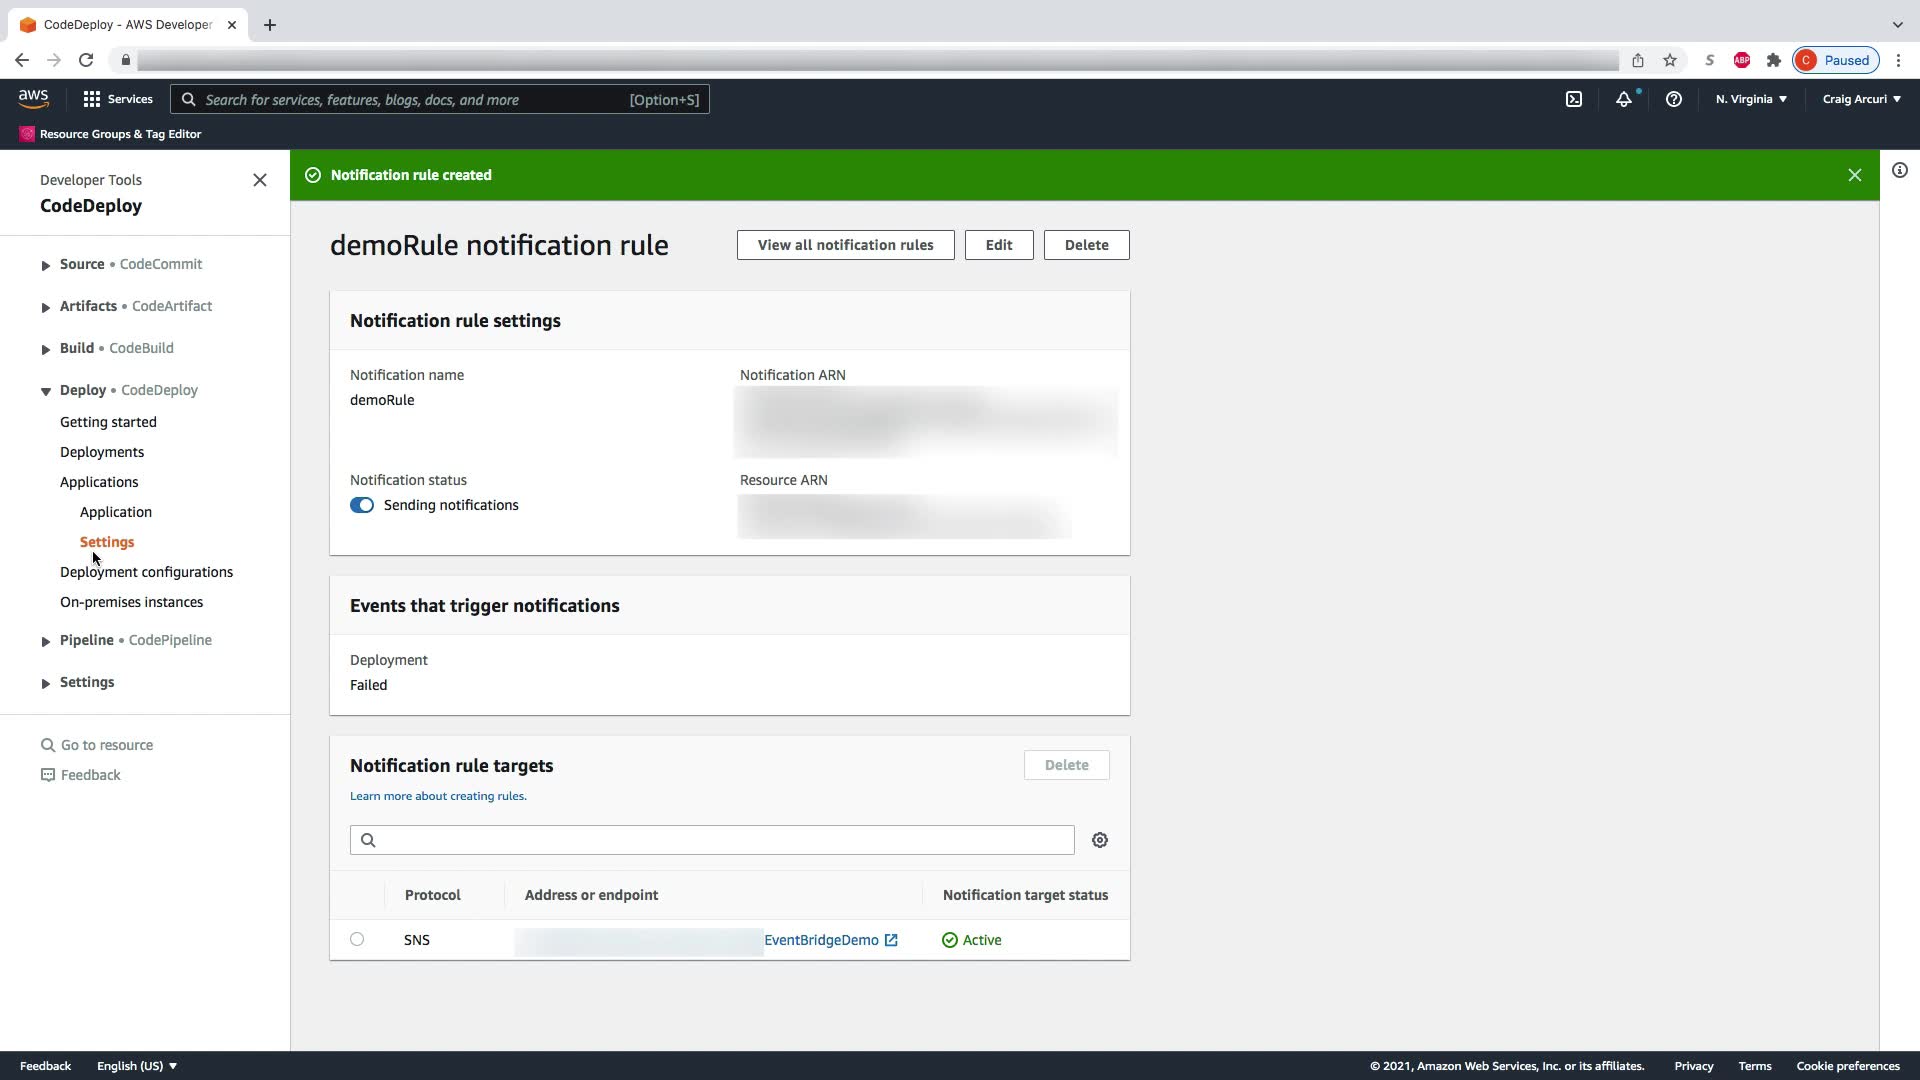 CodeDeploy - AWS Developer
ABP
C Paused
aws Services Search for services, features, blogs, docs, and more [Option+S] N. Virginia Craig Arcuri
Resource Groups & Tag Editor
Developer Tools
CodeDeploy
Source • CodeCommit
Artifacts • CodeArtifact
Build • CodeBuild
Deploy • CodeDeploy
Getting started
Deployments
Applications
Application
Settings
Deployment configurations
On-premises instances
Pipeline • CodePipeline
Settings
Go to resource
Feedback
Notification rule created
demoRule notification rule View all notification rules Edit Delete
Notification rule settings
Notification name
demoRule
Notification ARN
Notification status
Sending notifications
Resource ARN
Events that trigger notifications
Deployment
Failed
Notification rule targets Delete
Learn more about creating rules.
Protocol Address or endpoint Notification target status
SNS EventBridgeDemo Active
Feedback English (US) © 2021, Amazon Web Services, Inc. or its affiliates. Privacy Terms Cookie preferences